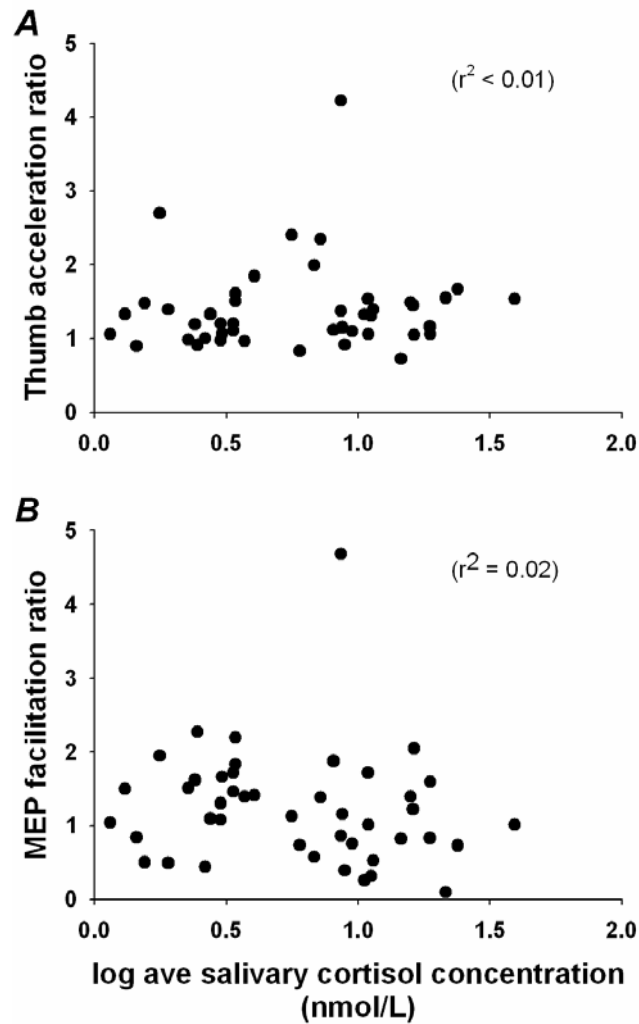 A
Thumb acceleration ratio
5
4
3
2
1
0
(r² < 0.01)
0.0 0.5 1.0 1.5 2.0
B
MEP facilitation ratio
5
4
3
2
1
0
(r2 = 0.02)
0.0 0.5 1.0 1.5 2.0
log ave salivary cortisol concentration
(nmol/L)